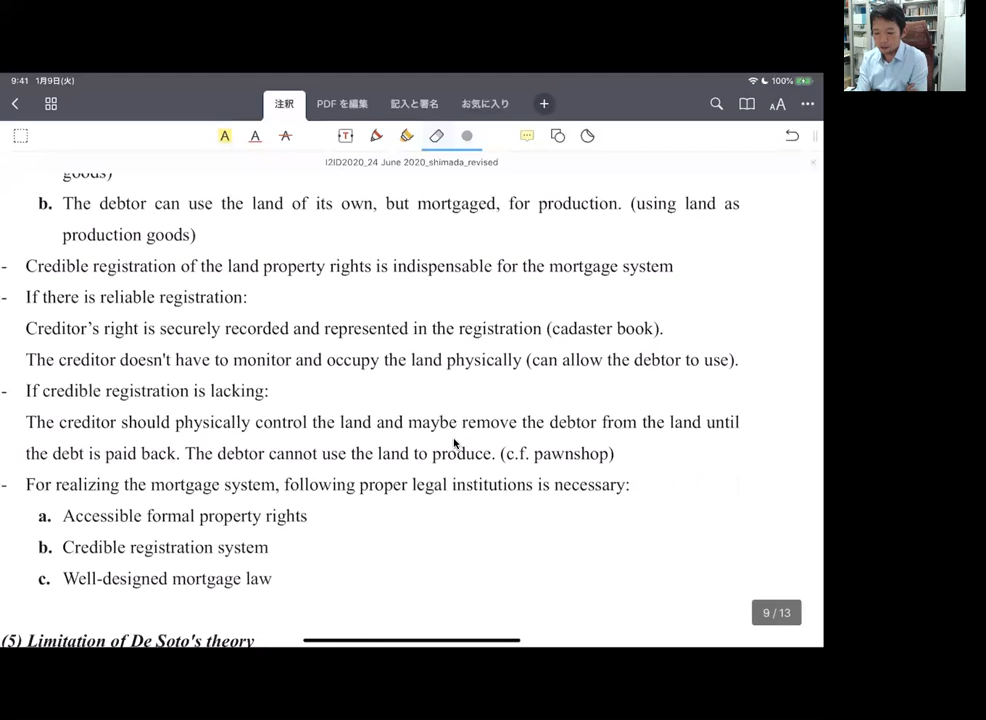 9:41 1月9日(火)
100%
注釈 PDF を編集 記入と署名 お気に入り
I2ID2020_24 June 2020_shimada_revised
goods)
b. The debtor can use the land of its own, but mortgaged, for production. (using land as
production goods)
- Credible registration of the land property rights is indispensable for the mortgage system
- If there is reliable registration:
Creditor's right is securely recorded and represented in the registration (cadaster book).
The creditor doesn't have to monitor and occupy the land physically (can allow the debtor to use).
- If credible registration is lacking:
The creditor should physically control the land and maybe remove the debtor from the land until
the debt is paid back. The debtor cannot use the land to produce. (c.f. pawnshop)
- For realizing the mortgage system, following proper legal institutions is necessary:
a. Accessible formal property rights
b. Credible registration system
c. Well-designed mortgage law
9 / 13
(5) Limitation of De Soto's theory